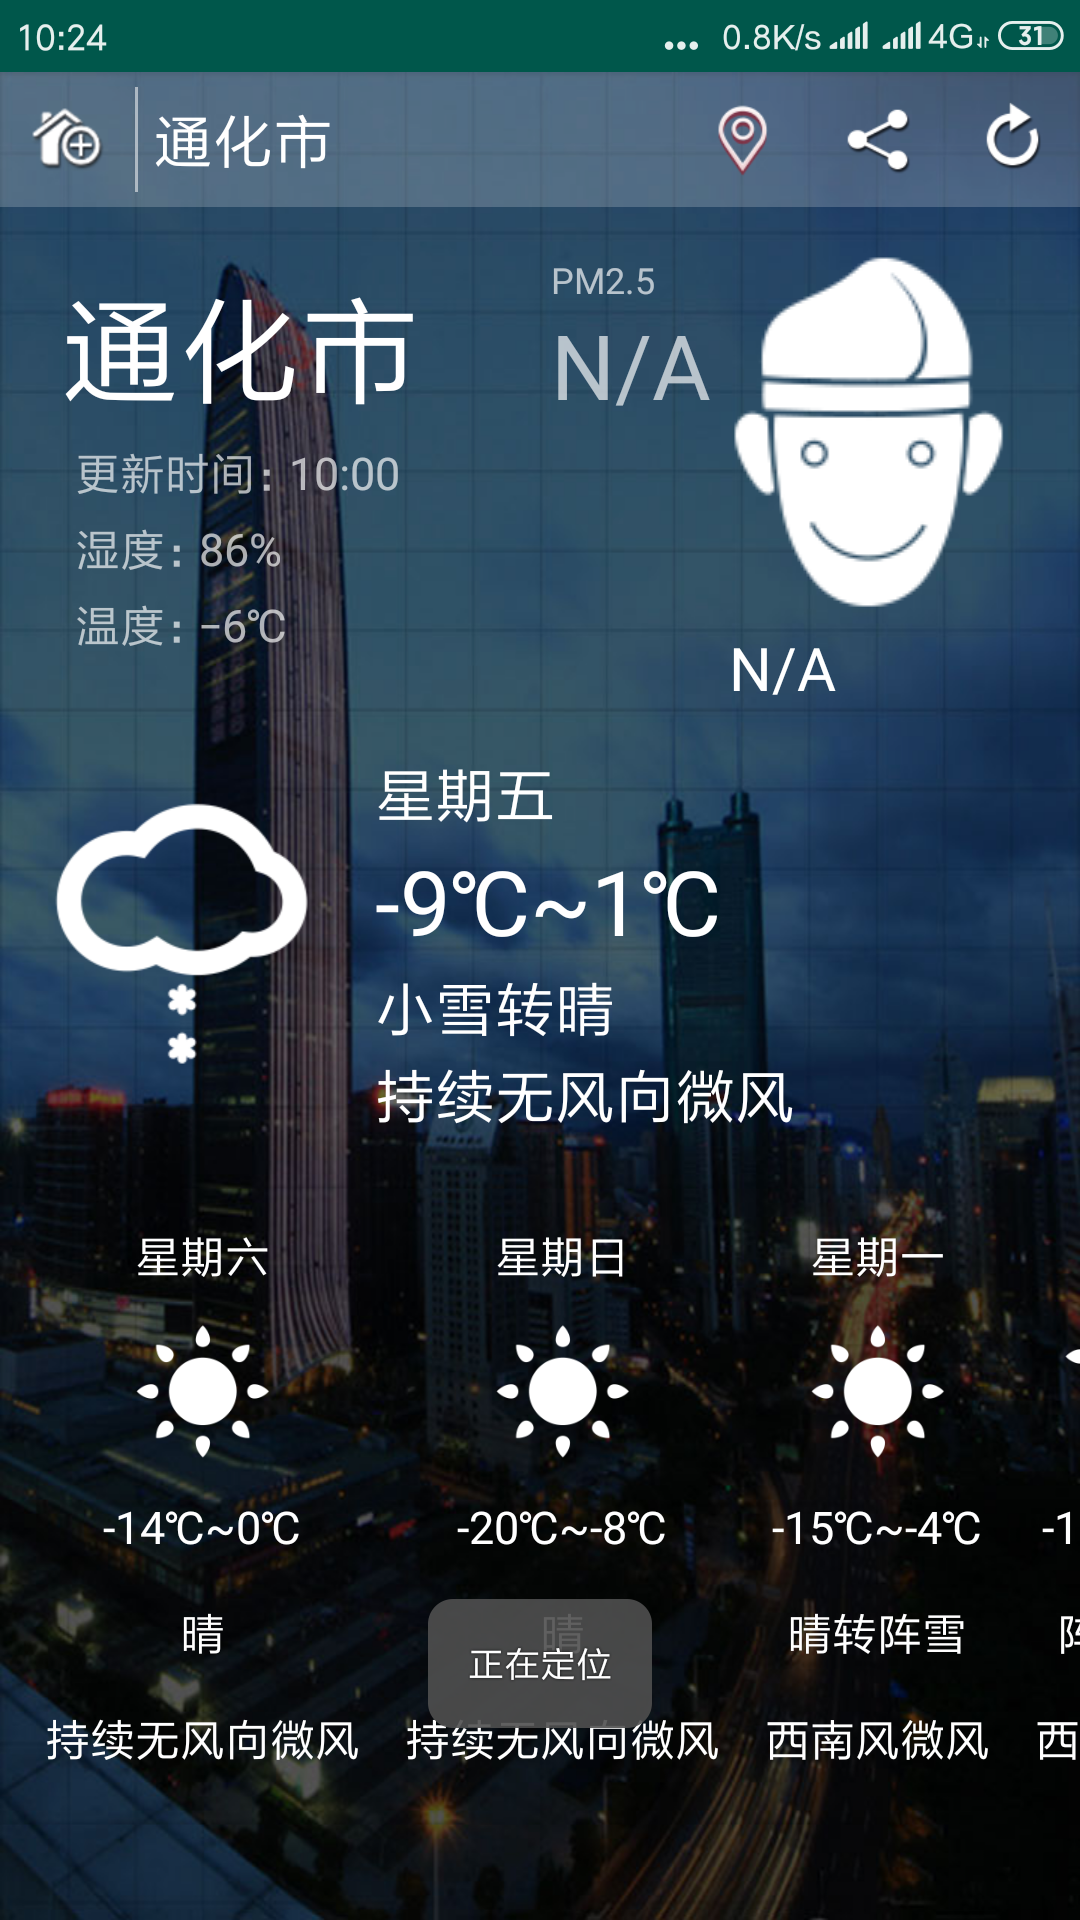 10:24
... 0.8K/s 4G 31
通化市
PM2.5
通化市
N/A
更新时间: 10:00
湿度: 86%
温度: -6℃
N/A
星期五
-9℃~1℃
小雪转晴
持续无风向微风
星期六 星期日 星期一
-14℃~0℃ -20℃~-8℃ -15℃~-4℃ -1
晴 晴 晴转阵雪
正在定位
持续无风向微风 持续无风向微风 西南风微风 西